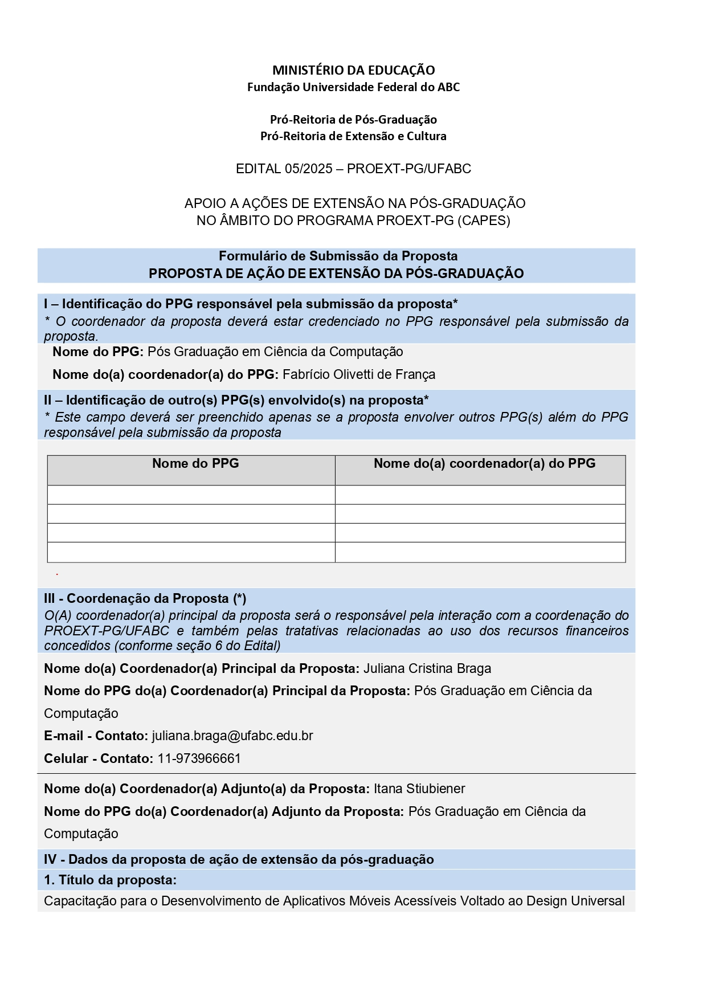 MINISTÉRIO DA EDUCAÇÃO
Fundação Universidade Federal do ABC
Pró-Reitoria de Pós-Graduação
Pró-Reitoria de Extensão e Cultura
EDITAL 05/2025 – PROEXT-PG/UFABC
APOIO A AÇÕES DE EXTENSÃO NA PÓS-GRADUAÇÃO
NO ÂMBITO DO PROGRAMA PROEXT-PG (CAPES)
Formulário de Submissão da Proposta
PROPOSTA DE AÇÃO DE EXTENSÃO DA PÓS-GRADUAÇÃO
I – Identificação do PPG responsável pela submissão da proposta*
* O coordenador da proposta deverá estar credenciado no PPG responsável pela submissão da
proposta.
Nome do PPG: Pós Graduação em Ciência da Computação
Nome do(a) coordenador(a) do PPG: Fabrício Olivetti de França
II – Identificação de outro(s) PPG(s) envolvido(s) na proposta*
* Este campo deverá ser preenchido apenas se a proposta envolver outros PPG(s) além do PPG
responsável pela submissão da proposta
Nome do PPG
Nome do(a) coordenador(a) do PPG
.
III - Coordenação da Proposta (*)
O(A) coordenador(a) principal da proposta será o responsável pela interação com a coordenação do
PROEXT-PG/UFABC e também pelas tratativas relacionadas ao uso dos recursos financeiros
concedidos (conforme seção 6 do Edital)
Nome do(a) Coordenador(a) Principal da Proposta: Juliana Cristina Braga
Nome do PPG do(a) Coordenador(a) Principal da Proposta: Pós Graduação em Ciência da
Computação
E-mail - Contato: juliana.braga@ufabc.edu.br
Celular - Contato: 11-973966661
Nome do(a) Coordenador(a) Adjunto(a) da Proposta: Itana Stiubiener
Nome do PPG do(a) Coordenador(a) Adjunto da Proposta: Pós Graduação em Ciência da
Computação
IV - Dados da proposta de ação de extensão da pós-graduação
1. Título da proposta:
Capacitação para o Desenvolvimento de Aplicativos Móveis Acessíveis Voltado ao Design Universal